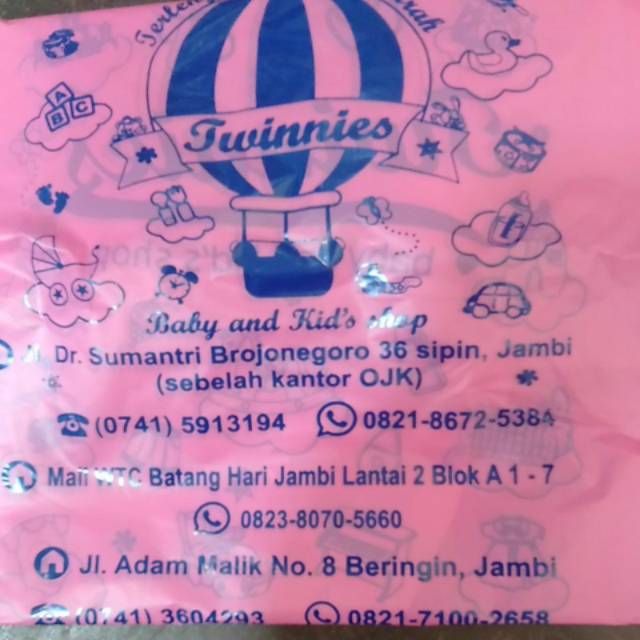 Twinnies
Baby and Kid's shop
Jl. Dr. Sumantri Brojonegoro 36 sipin, Jambi
(sebelah kantor OJK)
(0741) 5913194 0821-8672-5384
Mall WTC Batang Hari Jambi Lantai 2 Blok A 1 - 7
0823-8070-5660
Jl. Adam Malik No. 8 Beringin, Jambi
(0741) 3604293 0821-7100-2658